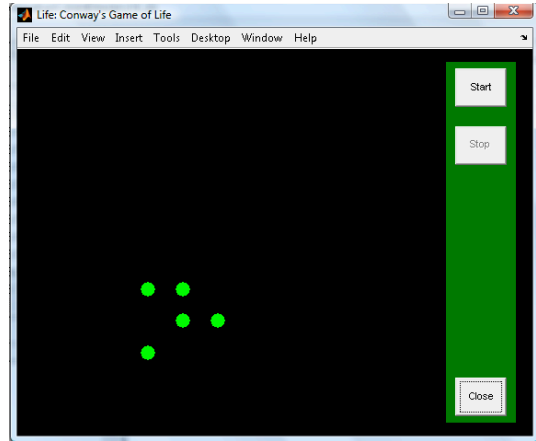 Life: Conway's Game of Life
File Edit View Insert Tools Desktop Window Help
Start
Stop
Close